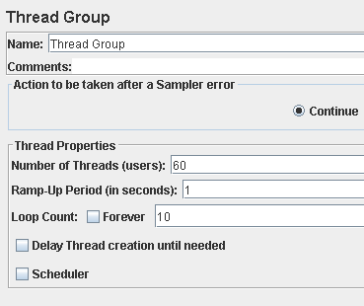 Thread Group
Name: Thread Group
Comments:
Action to be taken after a Sampler error
Continue
Thread Properties
Number of Threads (users): 60
Ramp-Up Period (in seconds): 1
Loop Count: Forever 10
Delay Thread creation until needed
Scheduler